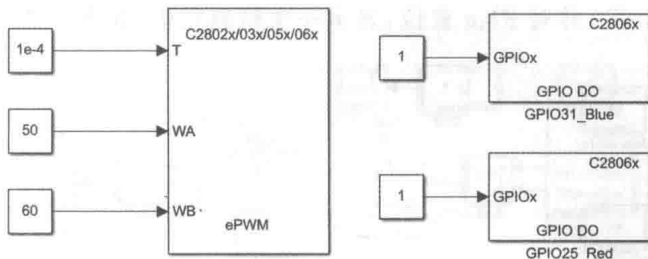 C2802x/03x/05x/06x
1e-4
T
50
WA
60
WB
ePWM
C2806x
1
GPIOx
GPIO DO
GPIO31_Blue
C2806x
1
GPIOx
GPIO DO
GPIO25_Red